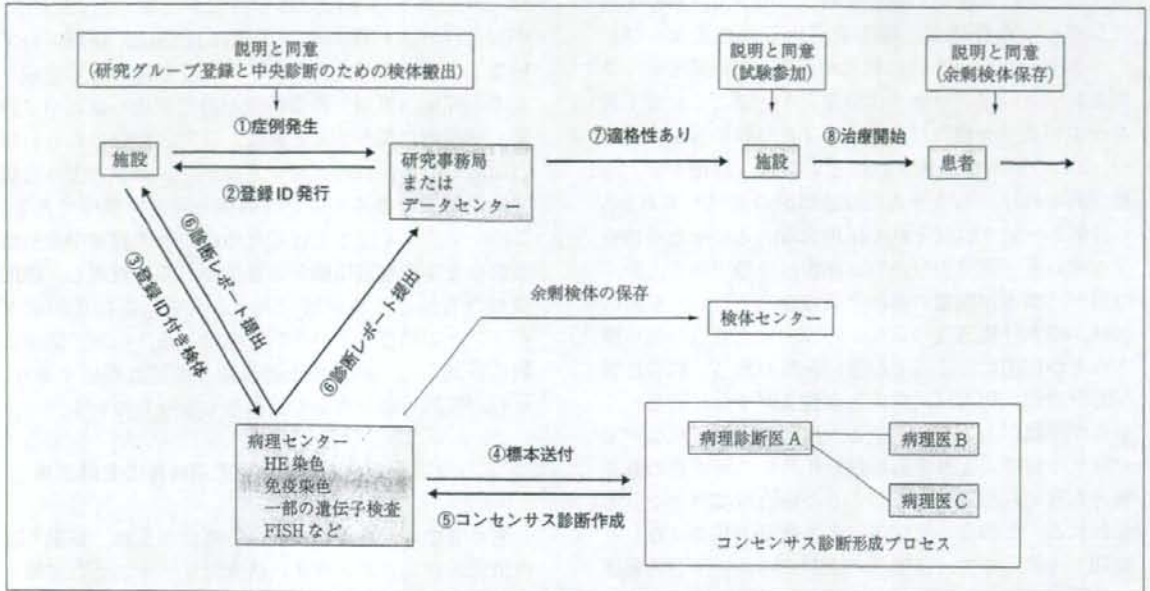 説明と同意
(研究グループ登録と中央診断のための検体搬出)
説明と同意
(試験参加)
説明と同意
(余剰検体保存)
①症例発生
⑦適格性あり
⑧治療開始
施設
研究事務局
または
データセンター
施設
患者
②登録ID発行
⑥診断レポート提出
③登録ID付き検体
⑥診断レポート提出
余剰検体の保存
検体センター
病理センター
HE染色
免疫染色
一部の遺伝子検査
FISHなど
④標本送付
⑤コンセンサス診断作成
病理診断医A
病理医B
病理医C
コンセンサス診断形成プロセス